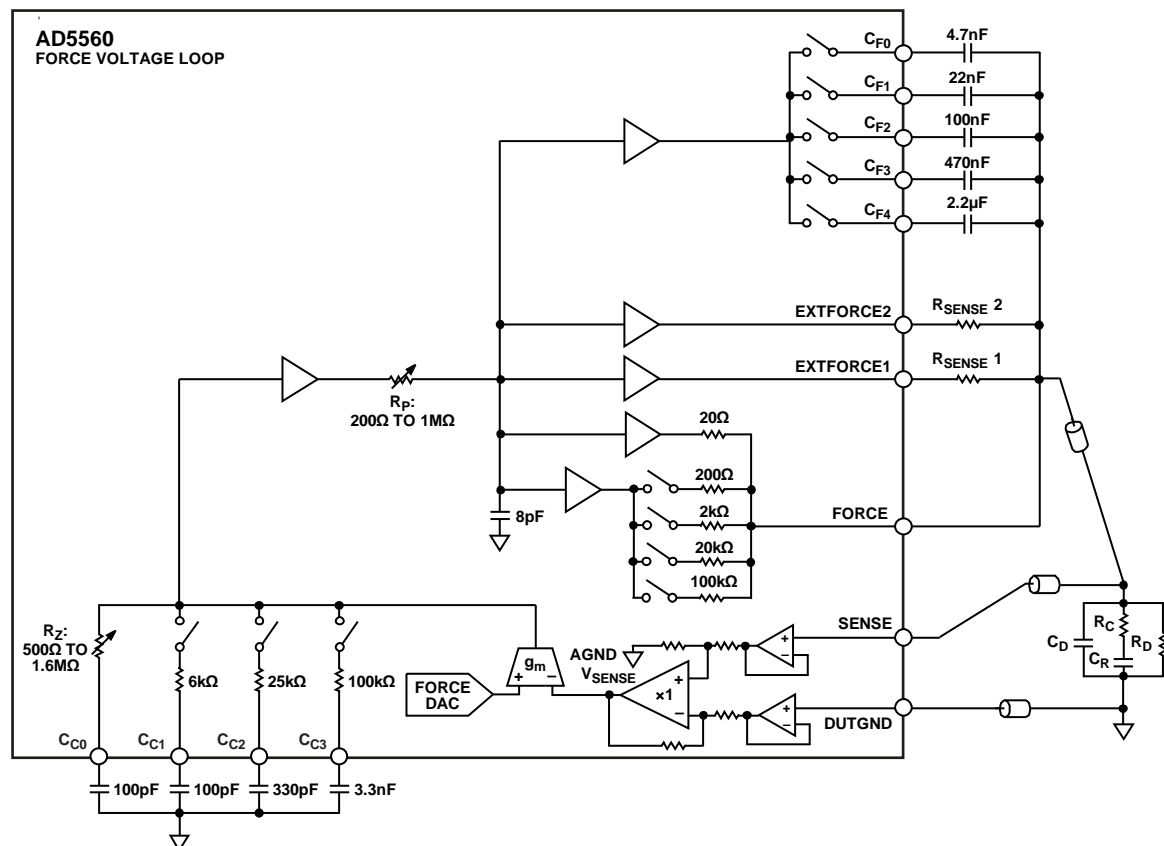 AD5560
FORCE VOLTAGE LOOP
CF0
4.7nF
CF1
22nF
CF2
100nF
CF3
470nF
CF4
2.2µF
EXTFORCE2
RSENSE 2
EXTFORCE1
RSENSE 1
RP:
200Ω TO 1MΩ
20Ω
200Ω
8pF
2kΩ
FORCE
20kΩ
100kΩ
RZ:
500Ω TO
1.6MΩ
6kΩ
25kΩ
100kΩ
gm
+ −
FORCE
DAC
AGND
VSENSE
×1
+
−
+
−
SENSE
+
−
DUTGND
CD
RC
CR
RD
CC0
CC1
CC2
CC3
100pF
100pF
330pF
3.3nF